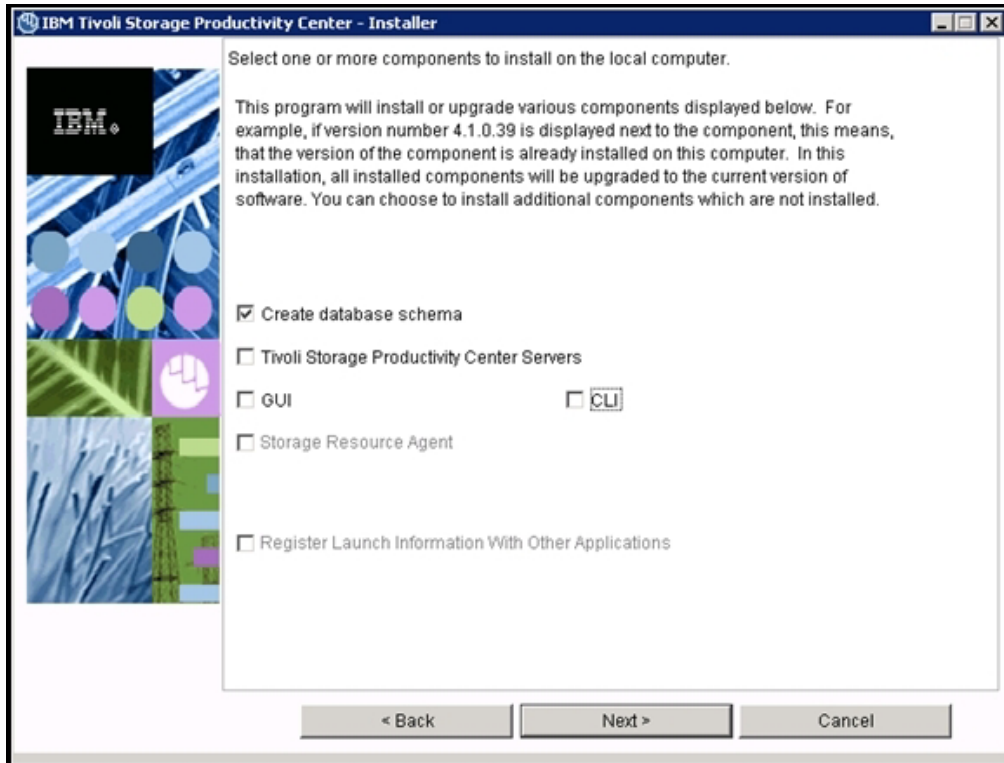 IBM Tivoli Storage Productivity Center - Installer
Select one or more components to install on the local computer.
IBM.
This program will install or upgrade various components displayed below. For
example, if version number 4.1.0.39 is displayed next to the component, this means,
that the version of the component is already installed on this computer. In this
installation, all installed components will be upgraded to the current version of
software. You can choose to install additional components which are not installed.
Create database schema
Tivoli Storage Productivity Center Servers
GUI CLI
Storage Resource Agent
Register Launch Information With Other Applications
< Back Next > Cancel